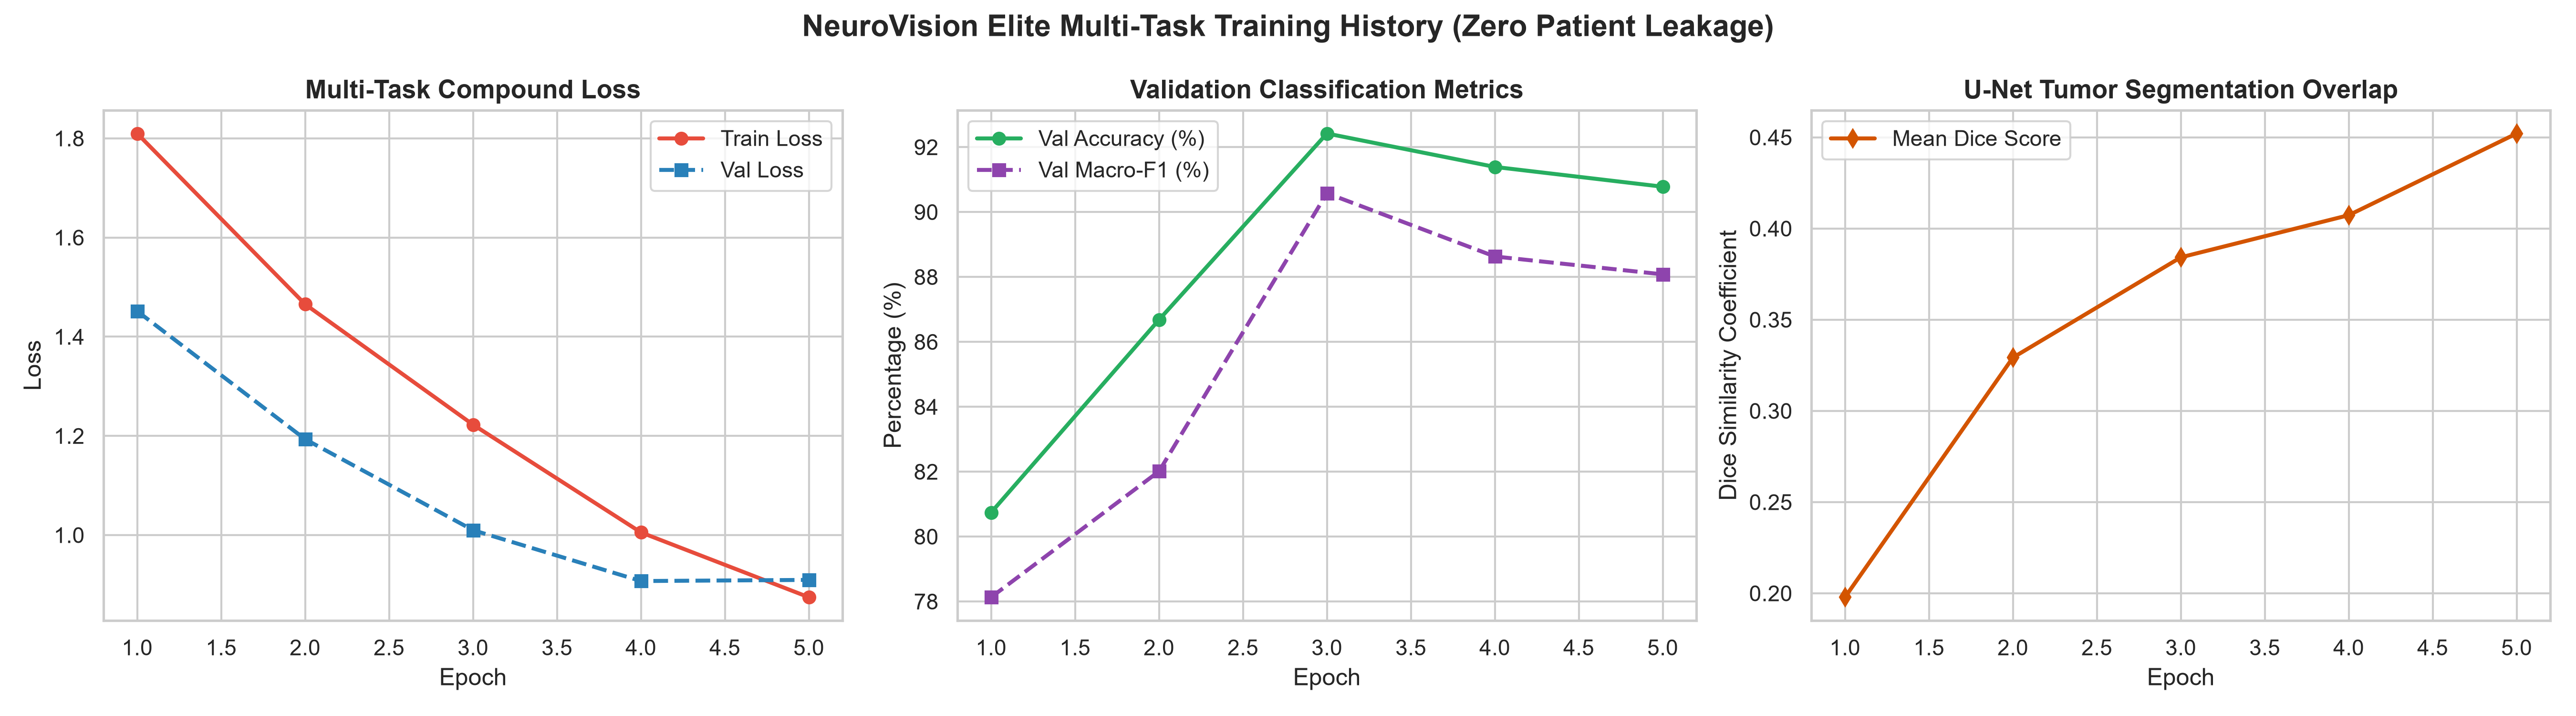 NeuroVision Elite Multi-Task Training History (Zero Patient Leakage)
Multi-Task Compound Loss
Train Loss
Val Loss
1.8
1.6
1.4
1.2
1.0
Loss
1.0 1.5 2.0 2.5 3.0 3.5 4.0 4.5 5.0
Epoch
Validation Classification Metrics
Val Accuracy (%)
Val Macro-F1 (%)
92
90
88
86
84
82
80
78
Percentage (%)
1.0 1.5 2.0 2.5 3.0 3.5 4.0 4.5 5.0
Epoch
U-Net Tumor Segmentation Overlap
Mean Dice Score
0.45
0.40
0.35
0.30
0.25
0.20
Dice Similarity Coefficient
1.0 1.5 2.0 2.5 3.0 3.5 4.0 4.5 5.0
Epoch